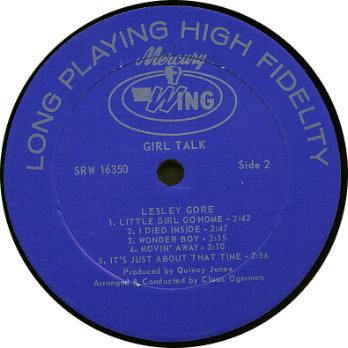 LONG PLAYING HIGH FIDELITY
Mercury
WING
GIRL TALK
SRW 16350 Side 2
LESLEY GORE
1. LITTLE GIRL GO HOME - 2:42
2. I DIED INSIDE - 2:47
3. WONDER BOY - 2:15
4. MOVIN' AWAY - 3:10
5. IT'S JUST ABOUT THAT TIME - 2:56
Produced by Quincy Jones
Arranged & Conducted by Claus Ogerman